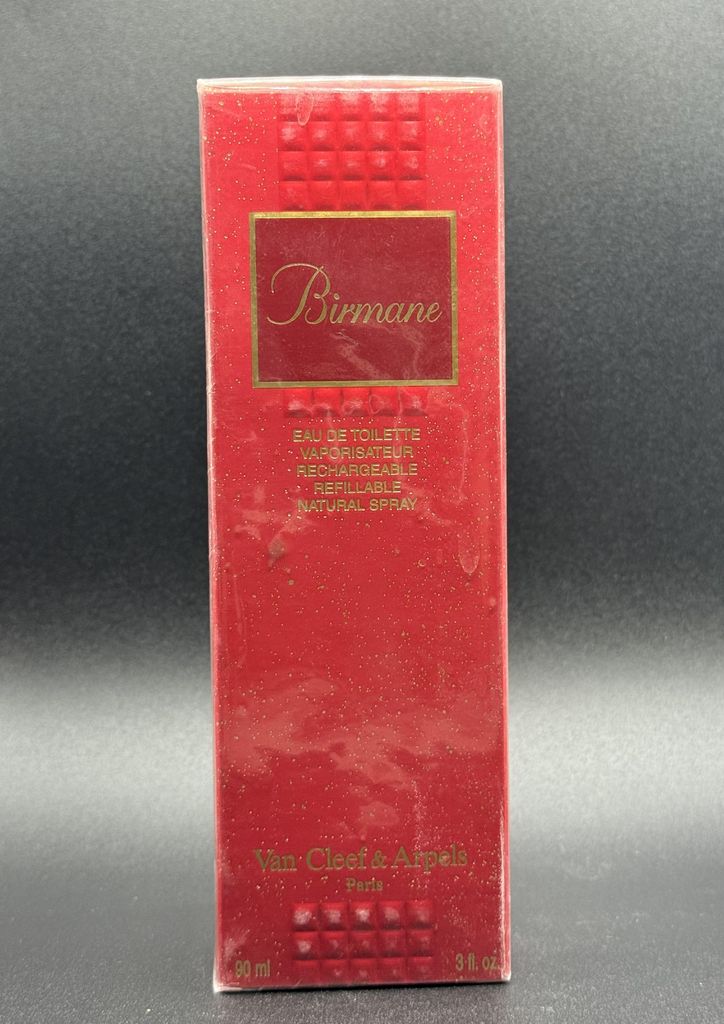 Birmane
EAU DE TOILETTE
VAPORISATEUR
RECHARGEABLE
REFILLABLE
NATURAL SPRAY
Van Cleef & Arpels
Paris
90 ml 3 fl. oz.